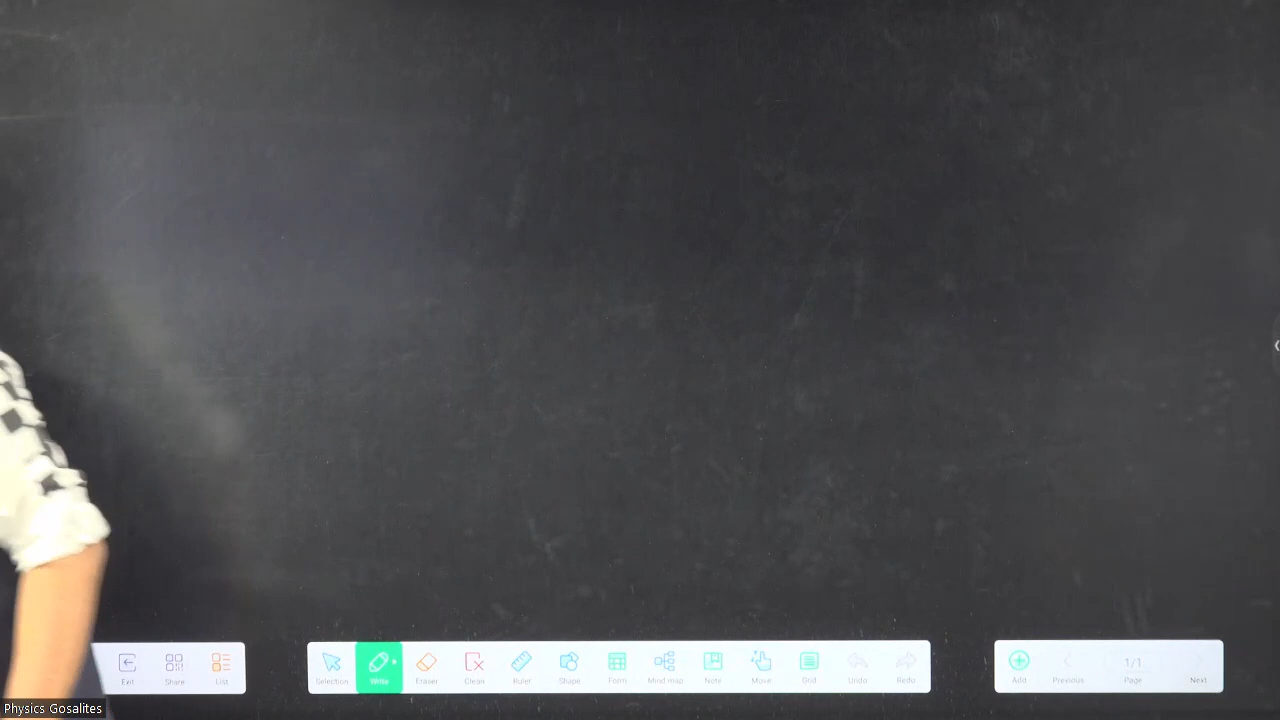 Exit Share List
Selection Write Eraser Clean Ruler Shape Form Mind map Note Move Grid Undo Redo
Add Previous 1/1 Page Next
Physics Gosalites